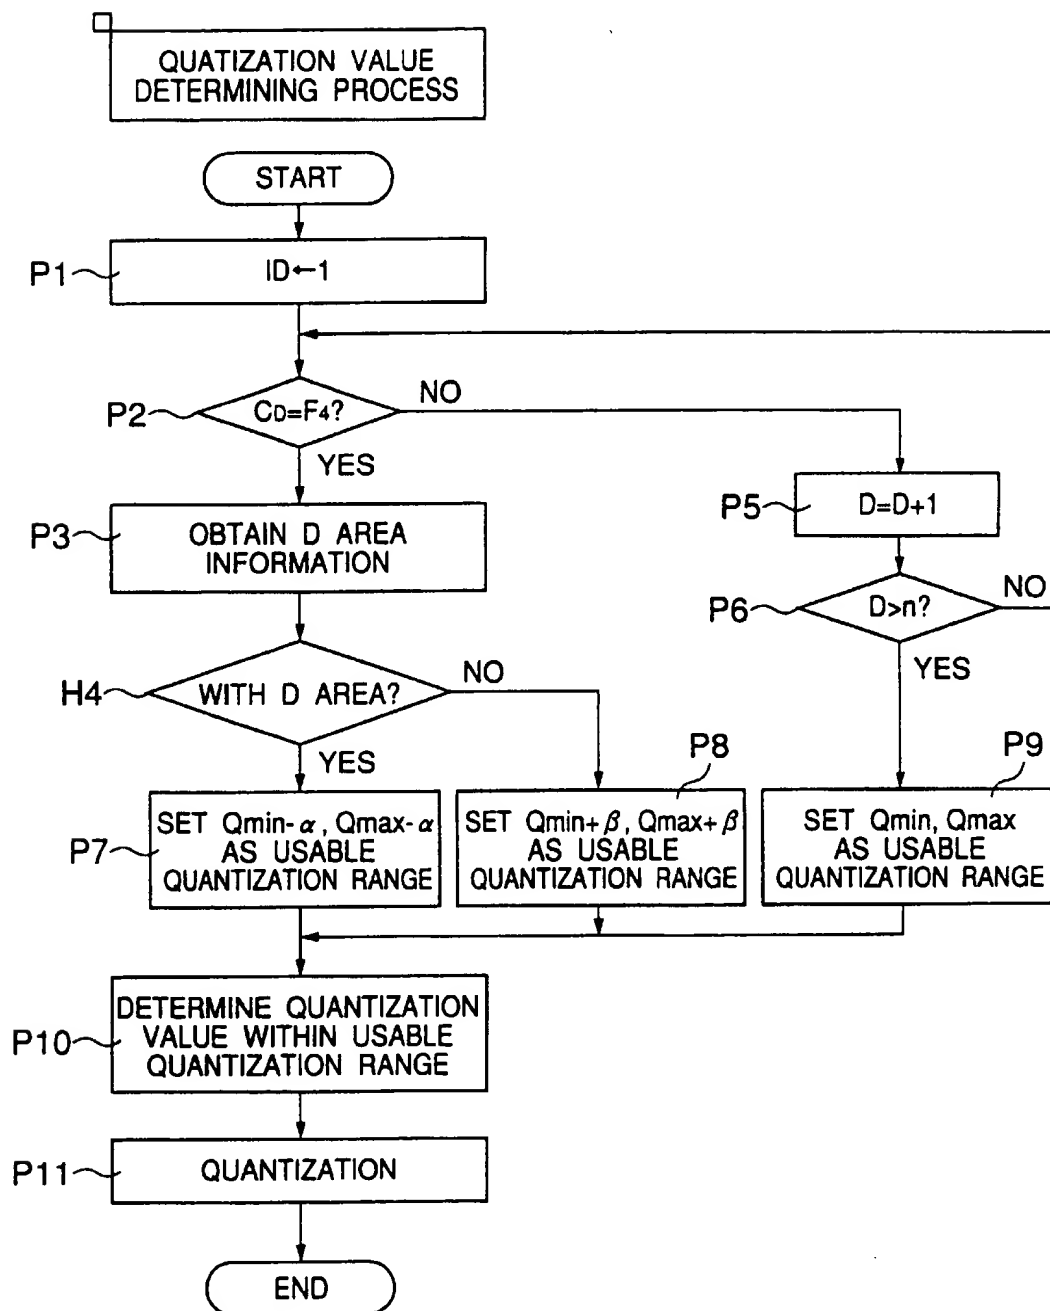 QUATIZATION VALUE
DETERMINING PROCESS
START
P1
ID←1
P2
CD=F4?
NO
YES
P3
OBTAIN D AREA
INFORMATION
P5
D=D+1
P6
D>n?
NO
YES
H4
WITH D AREA?
NO
YES
P7
SET Qmin-α, Qmax-α
AS USABLE
QUANTIZATION RANGE
P8
SET Qmin+β, Qmax+β
AS USABLE
QUANTIZATION RANGE
P9
SET Qmin, Qmax
AS USABLE
QUANTIZATION RANGE
P10
DETERMINE QUANTIZATION
VALUE WITHIN USABLE
QUANTIZATION RANGE
P11
QUANTIZATION
END